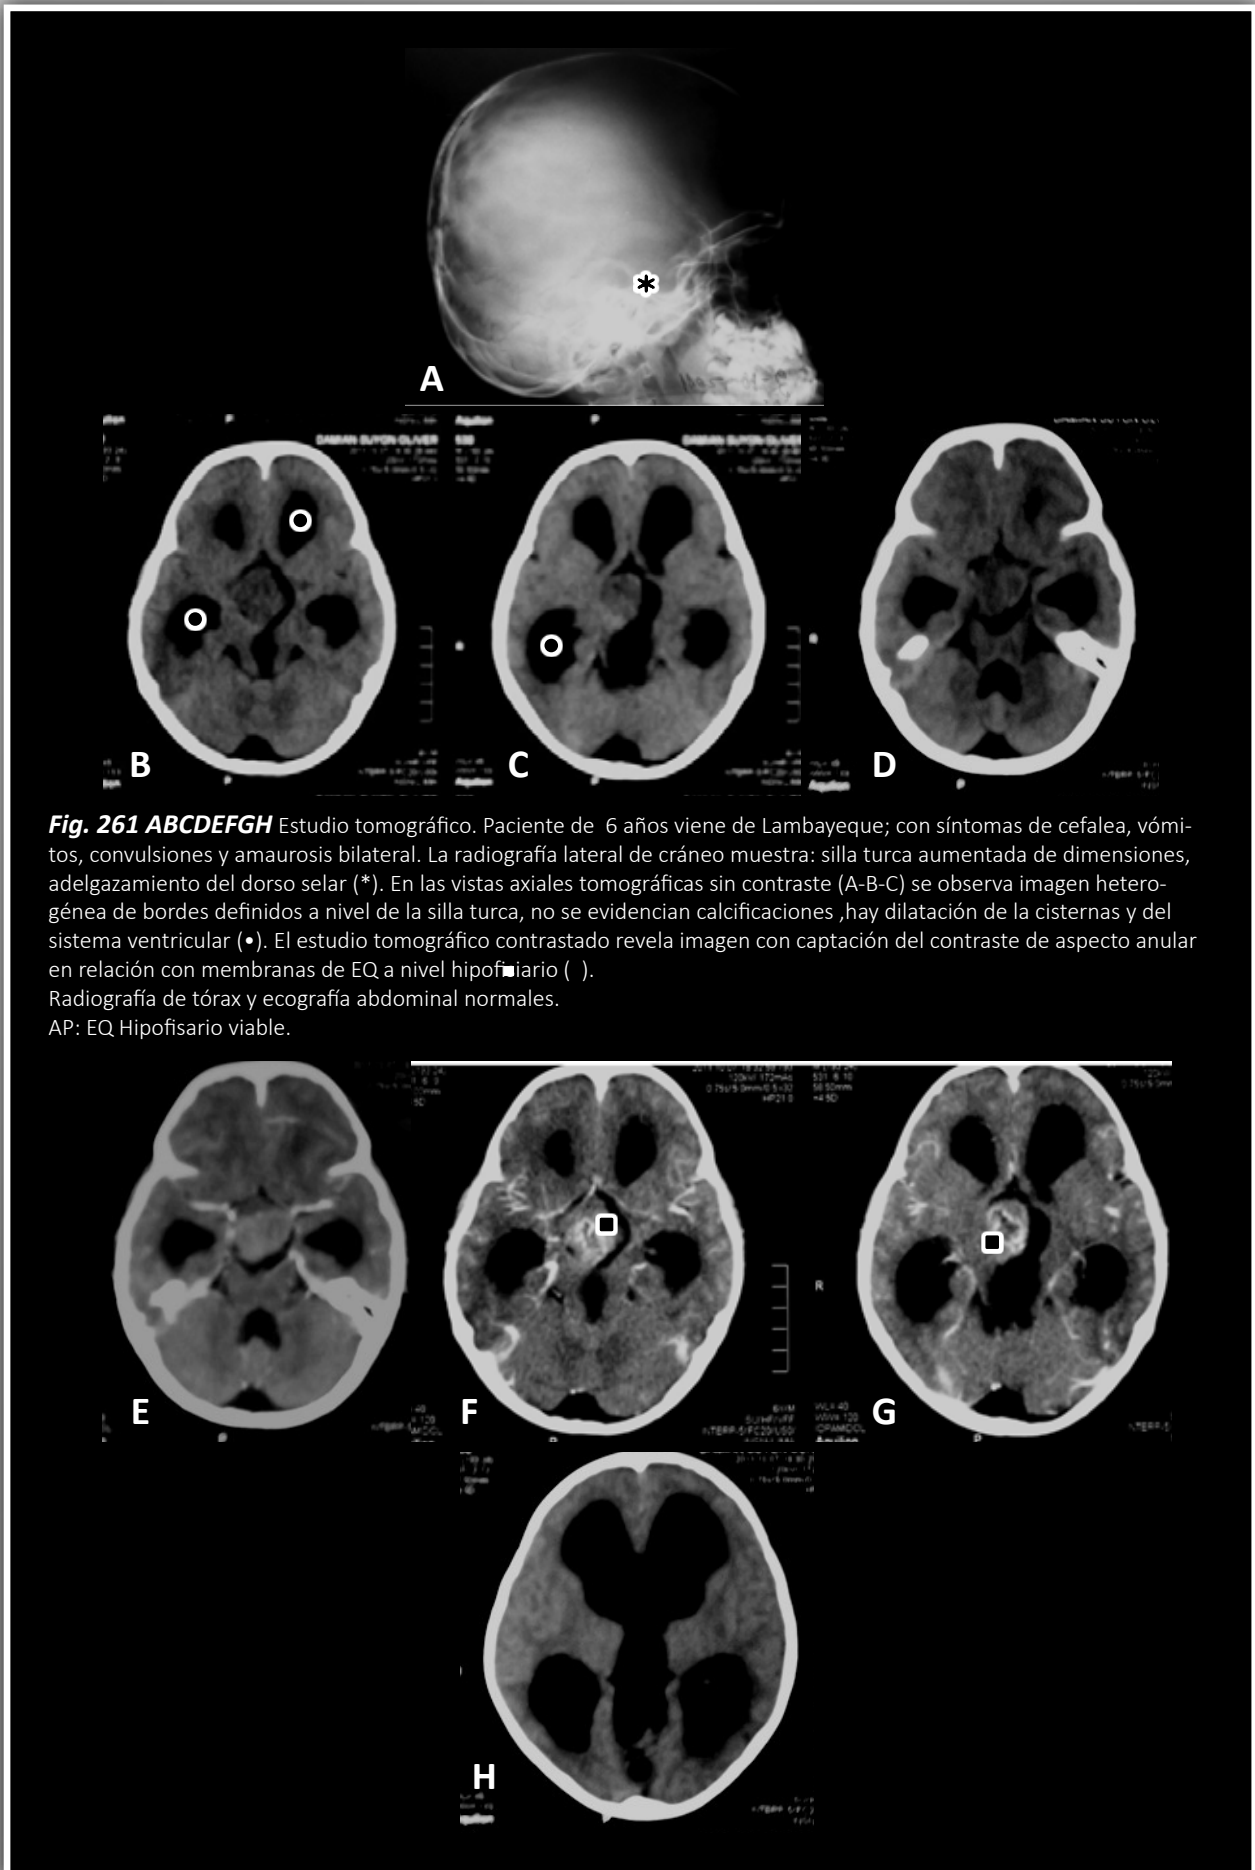 A
B
C
D
Fig. 261 ABCDEFGH Estudio tomográfico. Paciente de 6 años viene de Lambayeque; con síntomas de cefalea, vómi-
tos, convulsiones y amaurosis bilateral. La radiografía lateral de cráneo muestra: silla turca aumentada de dimensiones,
adelgazamiento del dorso selar (*). En las vistas axiales tomográficas sin contraste (A-B-C) se observa imagen hetero-
génea de bordes definidos a nivel de la silla turca, no se evidencian calcificaciones ,hay dilatación de la cisternas y del
sistema ventricular (•). El estudio tomográfico contrastado revela imagen con captación del contraste de aspecto anular
en relación con membranas de EQ a nivel ( ).
Radiografía de tórax y ecografía abdominal normales.
AP: EQ Hipofisario viable.
R
E
F
G
H